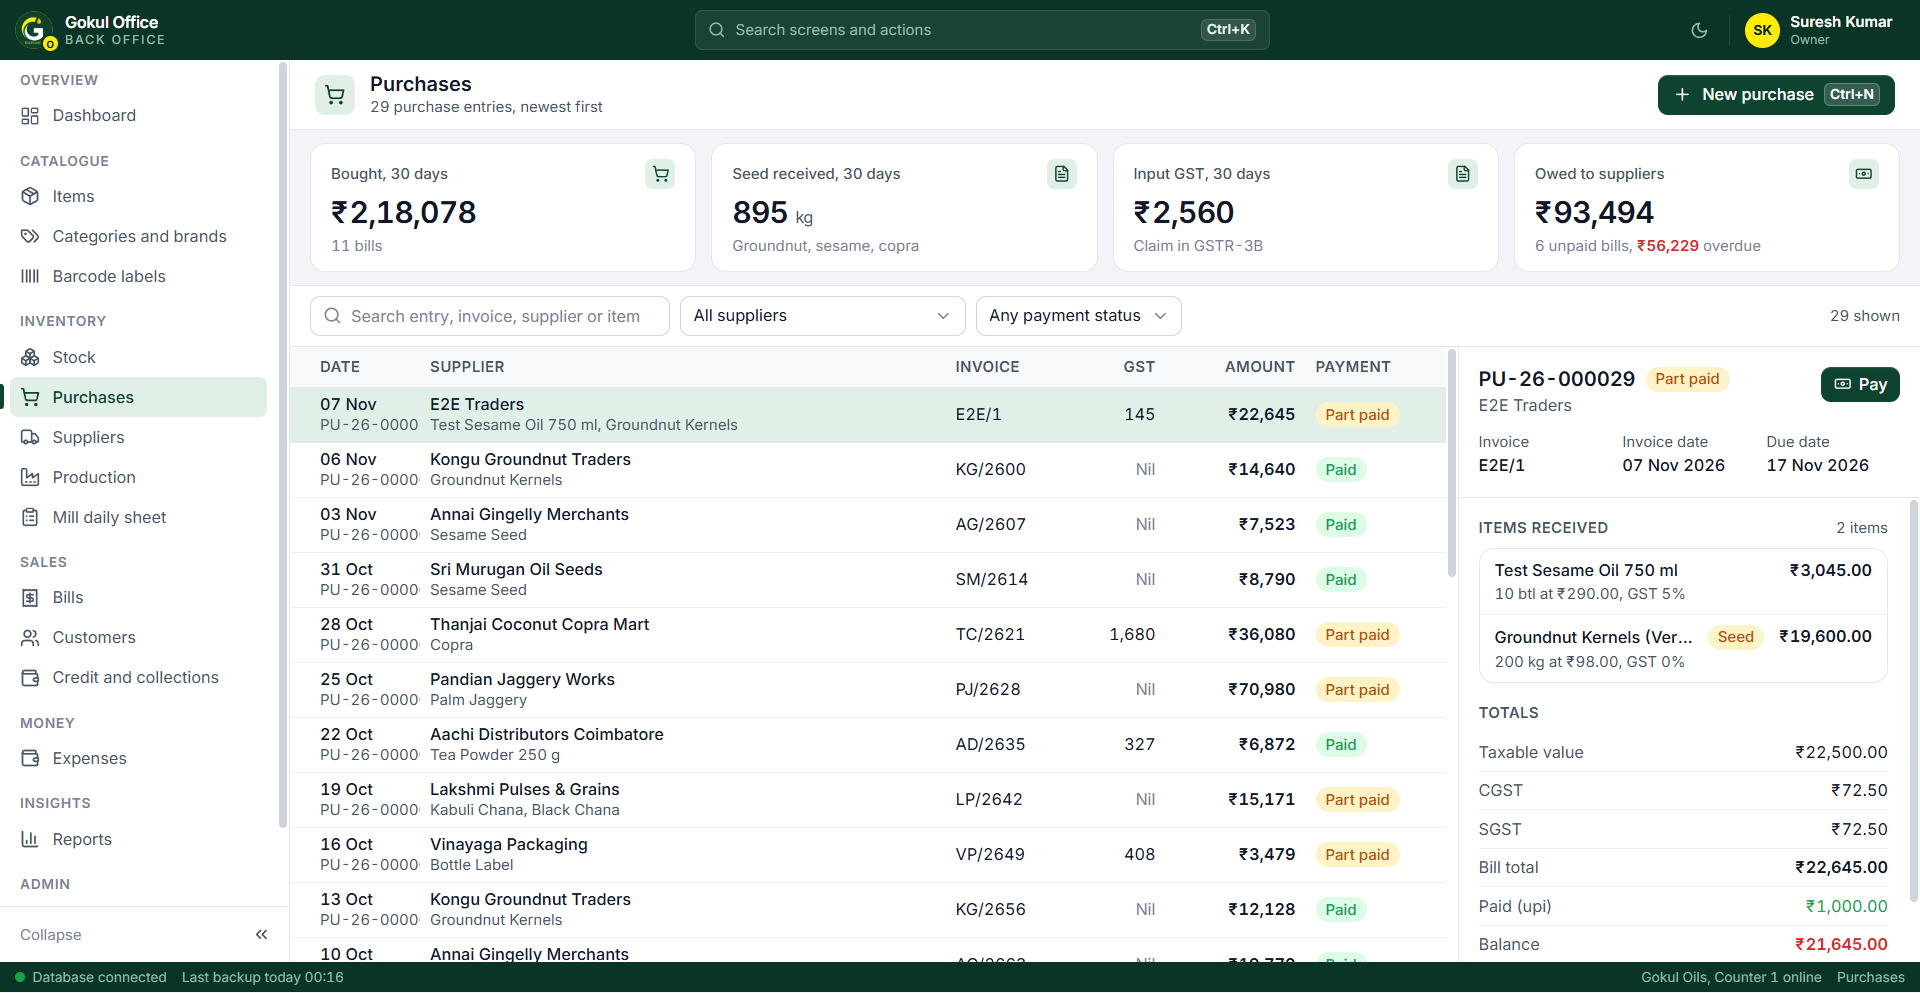 Gokul Office
BACK OFFICE
Search screens and actions
Ctrl+K
SK
Suresh Kumar
Owner
OVERVIEW
Dashboard
CATALOGUE
Items
Categories and brands
Barcode labels
INVENTORY
Stock
Purchases
Suppliers
Production
Mill daily sheet
SALES
Bills
Customers
Credit and collections
MONEY
Expenses
INSIGHTS
Reports
ADMIN
Collapse
Purchases
29 purchase entries, newest first
New purchase Ctrl+N
Bought, 30 days
₹2,18,078
11 bills
Seed received, 30 days
895 kg
Groundnut, sesame, copra
Input GST, 30 days
₹2,560
Claim in GSTR-3B
Owed to suppliers
₹93,494
6 unpaid bills, ₹56,229 overdue
Search entry, invoice, supplier or item
All suppliers
Any payment status
29 shown
DATE SUPPLIER INVOICE GST AMOUNT PAYMENT
07 Nov E2E Traders E2E/1 145 ₹22,645 Part paid
PU-26-0000 Test Sesame Oil 750 ml, Groundnut Kernels
06 Nov Kongu Groundnut Traders KG/2600 Nil ₹14,640 Paid
PU-26-0000 Groundnut Kernels
03 Nov Annai Gingelly Merchants AG/2607 Nil ₹7,523 Paid
PU-26-0000 Sesame Seed
31 Oct Sri Murugan Oil Seeds SM/2614 Nil ₹8,790 Paid
PU-26-0000 Sesame Seed
28 Oct Thanjai Coconut Copra Mart TC/2621 1,680 ₹36,080 Part paid
PU-26-0000 Copra
25 Oct Pandian Jaggery Works PJ/2628 Nil ₹70,980 Part paid
PU-26-0000 Palm Jaggery
22 Oct Aachi Distributors Coimbatore AD/2635 327 ₹6,872 Paid
PU-26-0000 Tea Powder 250 g
19 Oct Lakshmi Pulses & Grains LP/2642 Nil ₹15,171 Part paid
PU-26-0000 Kabuli Chana, Black Chana
16 Oct Vinayaga Packaging VP/2649 408 ₹3,479 Part paid
PU-26-0000 Bottle Label
13 Oct Kongu Groundnut Traders KG/2656 Nil ₹12,128 Paid
PU-26-0000 Groundnut Kernels
10 Oct Annai Gingelly Merchants
PU-26-000029 Part paid
Pay
E2E Traders
Invoice Invoice date Due date
E2E/1 07 Nov 2026 17 Nov 2026
ITEMS RECEIVED 2 items
Test Sesame Oil 750 ml ₹3,045.00
10 btl at ₹290.00, GST 5%
Groundnut Kernels (Ver... Seed ₹19,600.00
200 kg at ₹98.00, GST 0%
TOTALS
Taxable value ₹22,500.00
CGST ₹72.50
SGST ₹72.50
Bill total ₹22,645.00
Paid (upi) ₹1,000.00
Balance ₹21,645.00
Database connected Last backup today 00:16
Gokul Oils, Counter 1 online Purchases